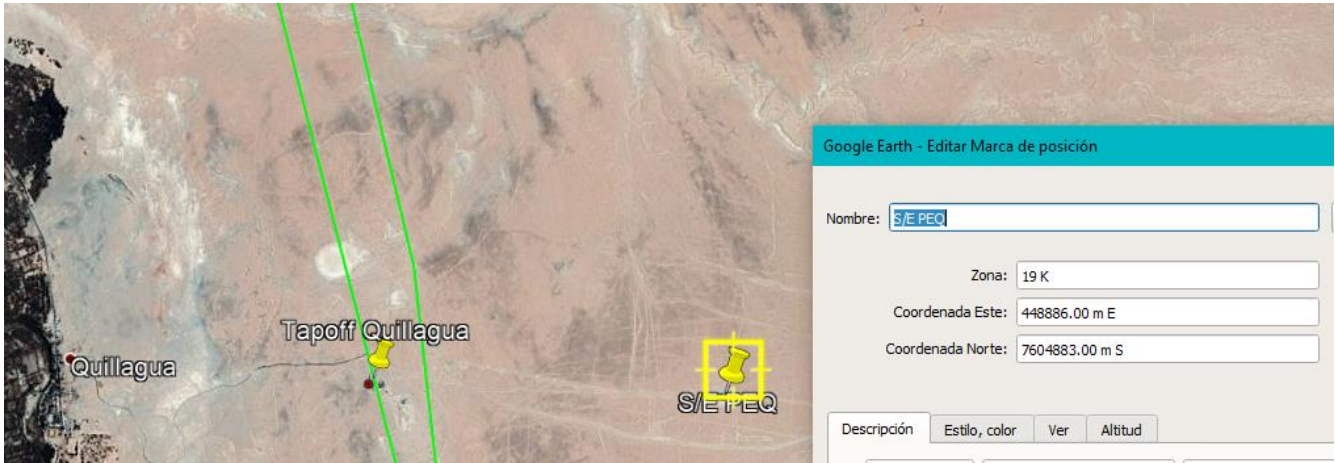 Google Earth - Editar Marca de posición
Nombre: S/E PEQ
Zona: 19 K
Coordenada Este: 448886.00 m E
Coordenada Norte: 7604883.00 m S
Descripción Estilo, color Ver Altitud
Tapoff Quillagua
Quillagua
S/E PEQ